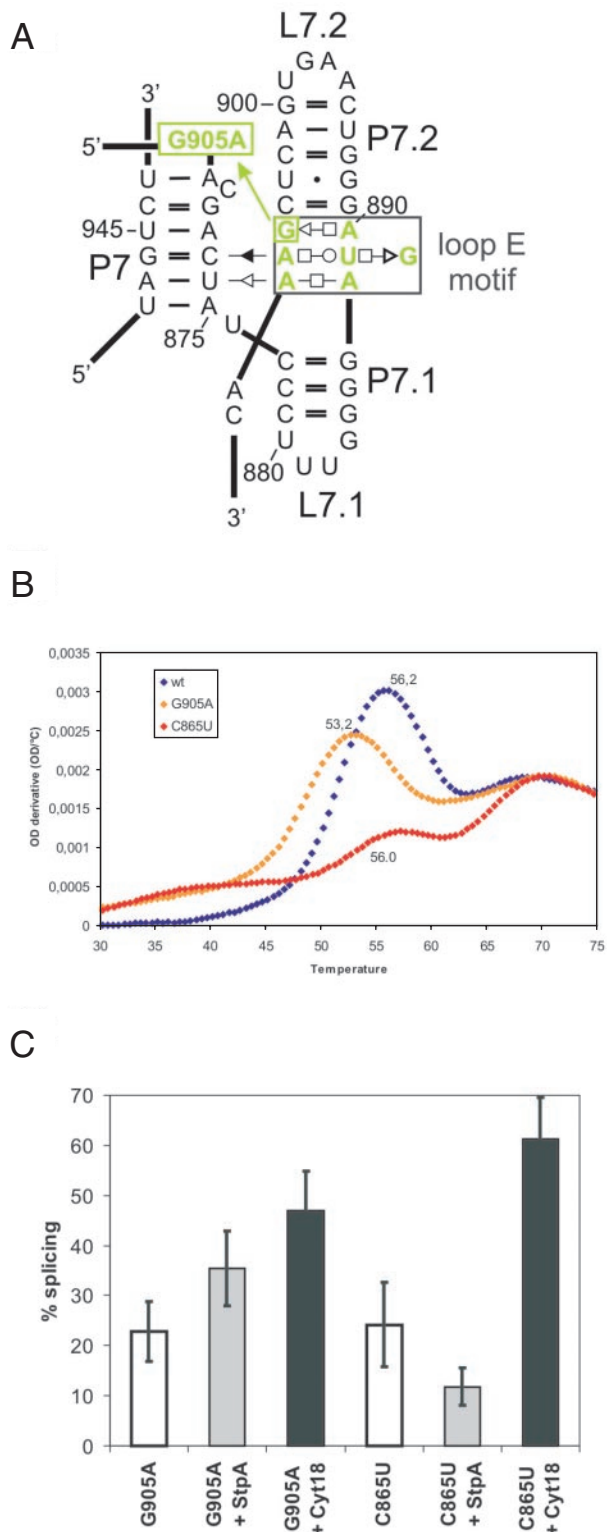 A
L7.2
G A
U A
3'
900 G C
5' G905A A U P7.2
C G
U A U G
U C C G
C G C G 890
945 U A G A loop E
P7 G C A U G motif
A U A A
U A
875 U C G
C G P7.1
A C G
C U G
880 U U
5' 3' L7.1
B
0,0035
0,003
0,0025
0,002
0,0015
0,001
0,0005
0
OD derivative (OD/°C)
wt
G905A
C865U
56,2
53,2
56.0
30 35 40 45 50 55 60 65 70 75
Temperature
C
70
60
50
40
30
20
10
0
% splicing
G905A
G905A + StpA
G905A + Cyt18
C865U
C865U + StpA
C865U + Cyt18